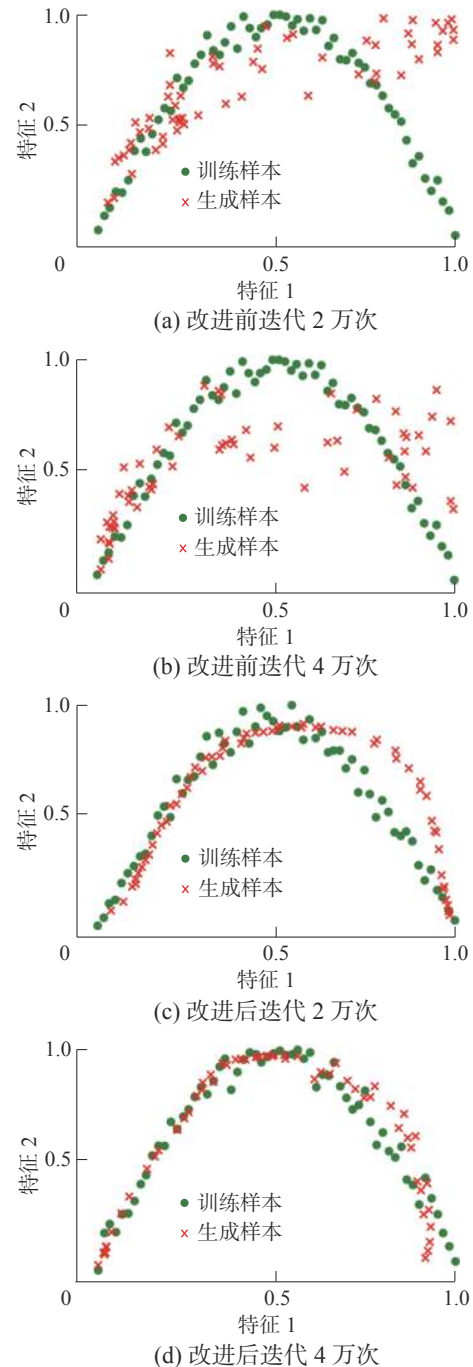 1.0
特征 2
0.5
训练样本
生成样本
0
0.5
1.0
特征 1
(a) 改进前迭代 2 万次
1.0
特征 2
0.5
训练样本
生成样本
0
0.5
1.0
特征 1
(b) 改进前迭代 4 万次
1.0
特征 2
0.5
训练样本
生成样本
0
0.5
1.0
特征 1
(c) 改进后迭代 2 万次
1.0
特征 2
0.5
训练样本
生成样本
0
0.5
1.0
特征 1
(d) 改进后迭代 4 万次